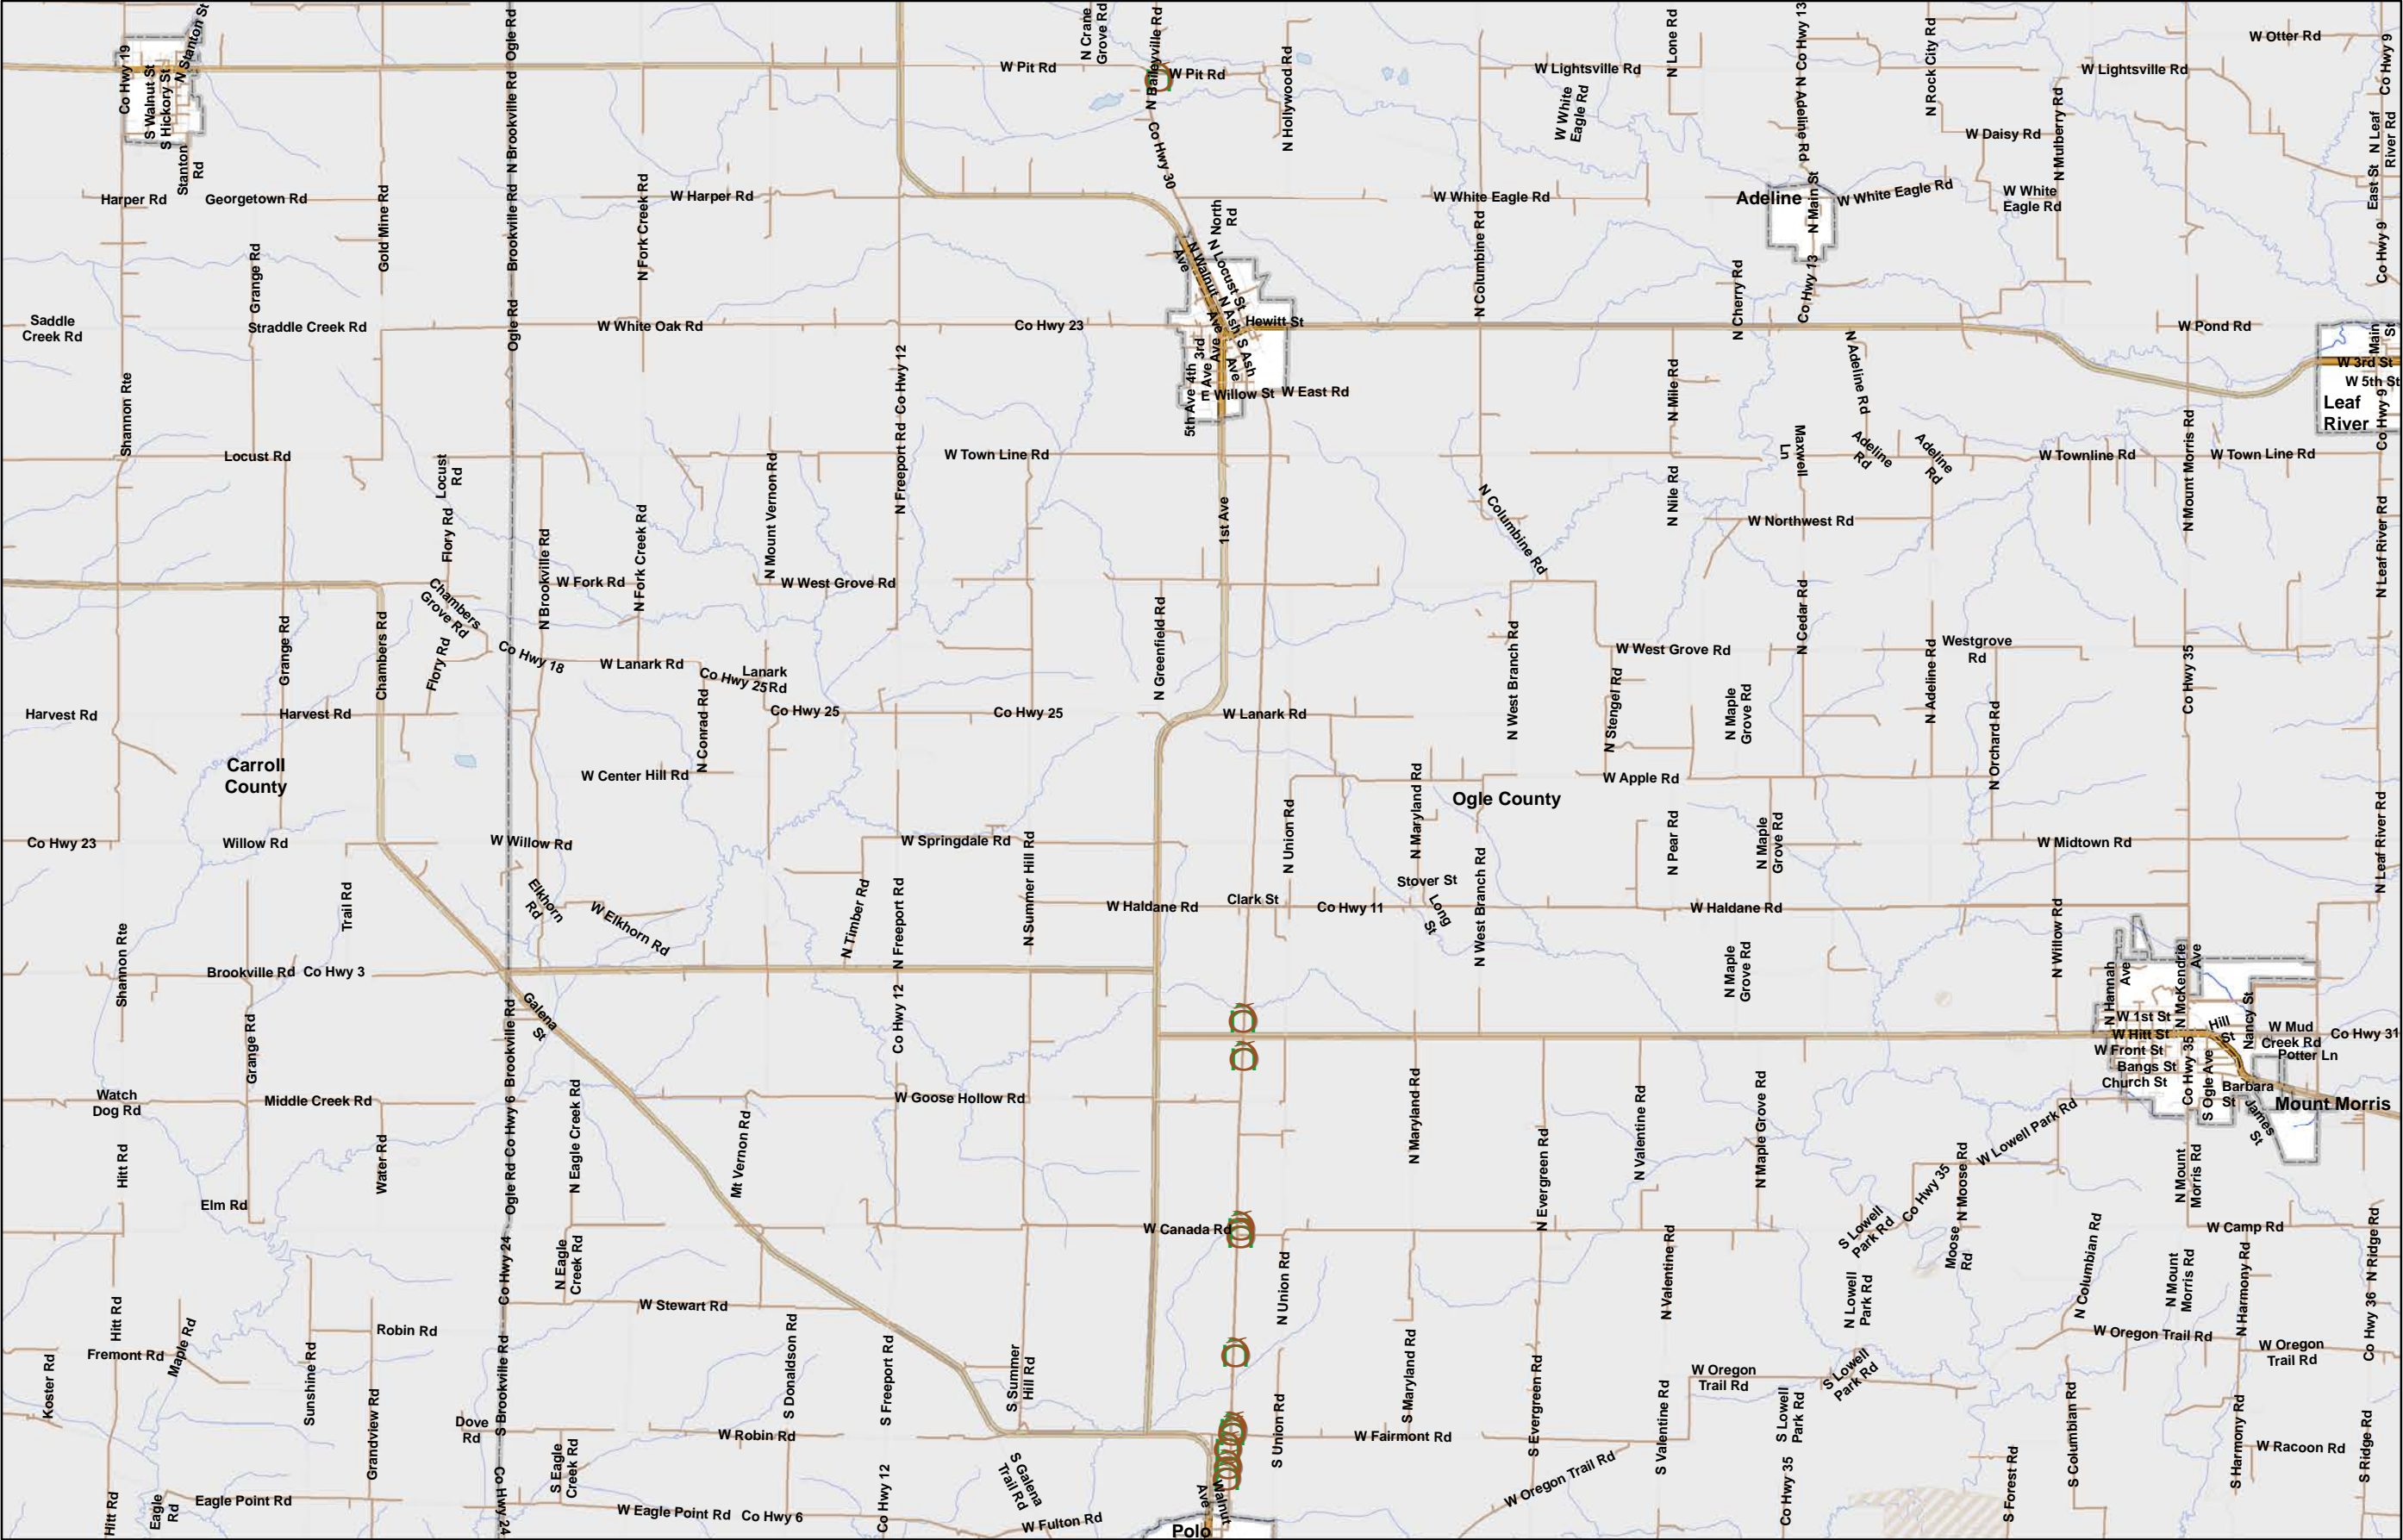 Co Hwy 19
S Walnut St
S Hickory St
N Stanton St
Stanton
Rd
Ogle Rd
N Brookville Rd
N Crane
Grove Rd
N Baileyville Rd
W Pit Rd
W Pit Rd
N Hollywood Rd
Co Hwy 30
W Lightsville Rd
W White
Eagle Rd
N Lone Rd
Co Hwy 13
N Adeline Rd
N Rock City Rd
W Daisy Rd
N Mulberry Rd
W Lightsville Rd
W Otter Rd
Co Hwy 9
N Leaf
River Rd
Harper Rd
Georgetown Rd
Gold Mine Rd
Brookville Rd
N Fork Creek Rd
W Harper Rd
North
Rd
N Columbine Rd
W White Eagle Rd
Adeline
N Main St
W White Eagle Rd
W White
Eagle Rd
East St
Co Hwy 9
Saddle
Creek Rd
Grange Rd
Straddle Creek Rd
Ogle Rd
W White Oak Rd
Co Hwy 23
N Walnut
Ave
N Locust St
N Ash
Ave
Hewitt St
S Ash
Ave
3rd
Ave
4th
Ave
5th Ave
E Willow St
W East Rd
N Cherry Rd
Co Hwy 13
N Adeline Rd
W Pond Rd
Main
St
W 3rd St
W 5th St
Leaf
River
Co Hwy 9
Shannon Rte
Locust Rd
Locust
Rd
Flory Rd
N Freeport Rd
Co Hwy 12
N Mount Vernon Rd
W Town Line Rd
1st Ave
N Mile Rd
N Nile Rd
Maxwell
Ln
Adeline
Rd
Adeline
Rd
W Townline Rd
N Mount Morris Rd
W Town Line Rd
W Northwest Rd
N Columbine Rd
N Leaf River Rd
Chambers
Grove Rd
N Brookville Rd
W Fork Rd
N Fork Creek Rd
W West Grove Rd
N Greenfield Rd
N West Branch Rd
N Cedar Rd
Grange Rd
Chambers Rd
Flory Rd
Co Hwy 18
W Lanark Rd
Co Hwy 25
Lanark
Rd
Co Hwy 25
Co Hwy 25
W Lanark Rd
W West Grove Rd
N Stengel Rd
N Maple
Grove Rd
N Adeline Rd
Westgrove
Rd
Co Hwy 35
Harvest Rd
Harvest Rd
N Conrad Rd
N Orchard Rd
Carroll
County
W Center Hill Rd
N Maryland Rd
Ogle County
W Apple Rd
Co Hwy 23
Willow Rd
W Willow Rd
W Springdale Rd
N Summer Hill Rd
N Union Rd
N Pear Rd
N Maple
Grove Rd
W Midtown Rd
N Leaf River Rd
Trail Rd
Elkhorn
Rd
W Elkhorn Rd
N Timber Rd
N Freeport Rd
W Haldane Rd
Clark St
Co Hwy 11
Stover St
Long
St
N West Branch Rd
W Haldane Rd
N Willow Rd
Shannon Rte
Brookville Rd
Co Hwy 3
N Maple
Grove Rd
N Hannah
Ave
N McKendrie
Ave
Grange Rd
Galena
St
Brookville Rd
Co Hwy 6
Ogle Rd
Co Hwy 12
W 1st St
W Hitt St
W Front St
Bangs St
Church St
Hill
St
Nancy St
W Mud
Creek Rd
Co Hwy 31
Potter Ln
Co Hwy 35
S Ogle Ave
Barbara
St
James
St
Mount Morris
Watch
Dog Rd
Middle Creek Rd
N Eagle Creek Rd
W Goose Hollow Rd
N Maryland Rd
N Evergreen Rd
N Valentine Rd
N Maple Grove Rd
W Lowell Park Rd
Hitt Rd
Water Rd
Mt Vernon Rd
Elm Rd
W Canada Rd
S Lowell
Park Rd
Co Hwy 35
N Moose Rd
Moose
Rd
N Mount
Morris Rd
W Camp Rd
Co Hwy 24
N Eagle
Creek Rd
N Union Rd
N Valentine Rd
N Lowell
Park Rd
N Columbian Rd
N Mount
Morris Rd
N Harmony Rd
N Ridge Rd
Co Hwy 36
Hitt Rd
Maple Rd
Robin Rd
W Stewart Rd
W Oregon Trail Rd
W Oregon
Trail Rd
Fremont Rd
Koster Rd
Sunshine Rd
Grandview Rd
S Brookville Rd
S Donaldson Rd
S Freeport Rd
S Summer
Hill Rd
S Maryland Rd
S Evergreen Rd
S Valentine Rd
W Oregon
Trail Rd
S Lowell
Park Rd
S Lowell
Park Rd
S Columbian Rd
S Harmony Rd
S Ridge Rd
Dove
Rd
W Robin Rd
S Union Rd
W Fairmont Rd
W Racoon Rd
S Eagle
Creek Rd
S Galena
Trail Rd
W Oregon Trail Rd
Co Hwy 35
S Forest Rd
Hitt Rd
Eagle
Rd
Eagle Point Rd
Co Hwy 24
W Eagle Point Rd
Co Hwy 6
Co Hwy 12
W Fulton Rd
Walnut
Ave
Polo